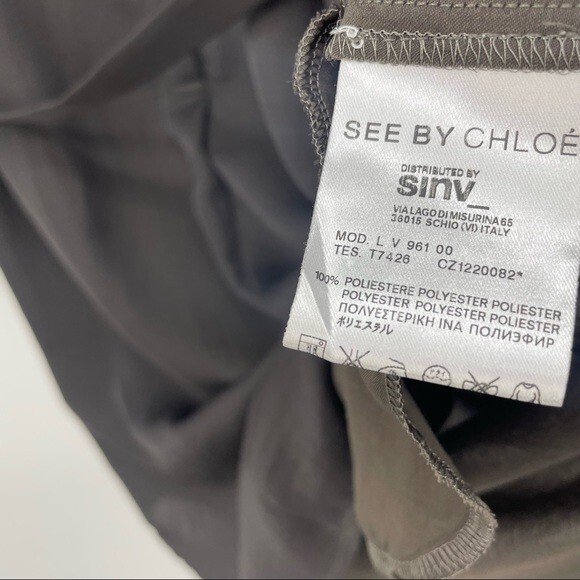 SEE BY CHLOÉ
DISTRIBUTED BY
sinv_
VIA LAGO DI MISURINA 65
36015 SCHIO (VI) ITALY
MOD. L V 961 00
TES. T7426 CZ1220082*
100% POLIESTERE POLYESTER POLIESTER
POLYESTER POLYESTER POLIESTER
ΠΟΛΥΕΣΤΕΡΙΚΗ ΙΝΑ ПОЛИЭФИР
ポリエステル